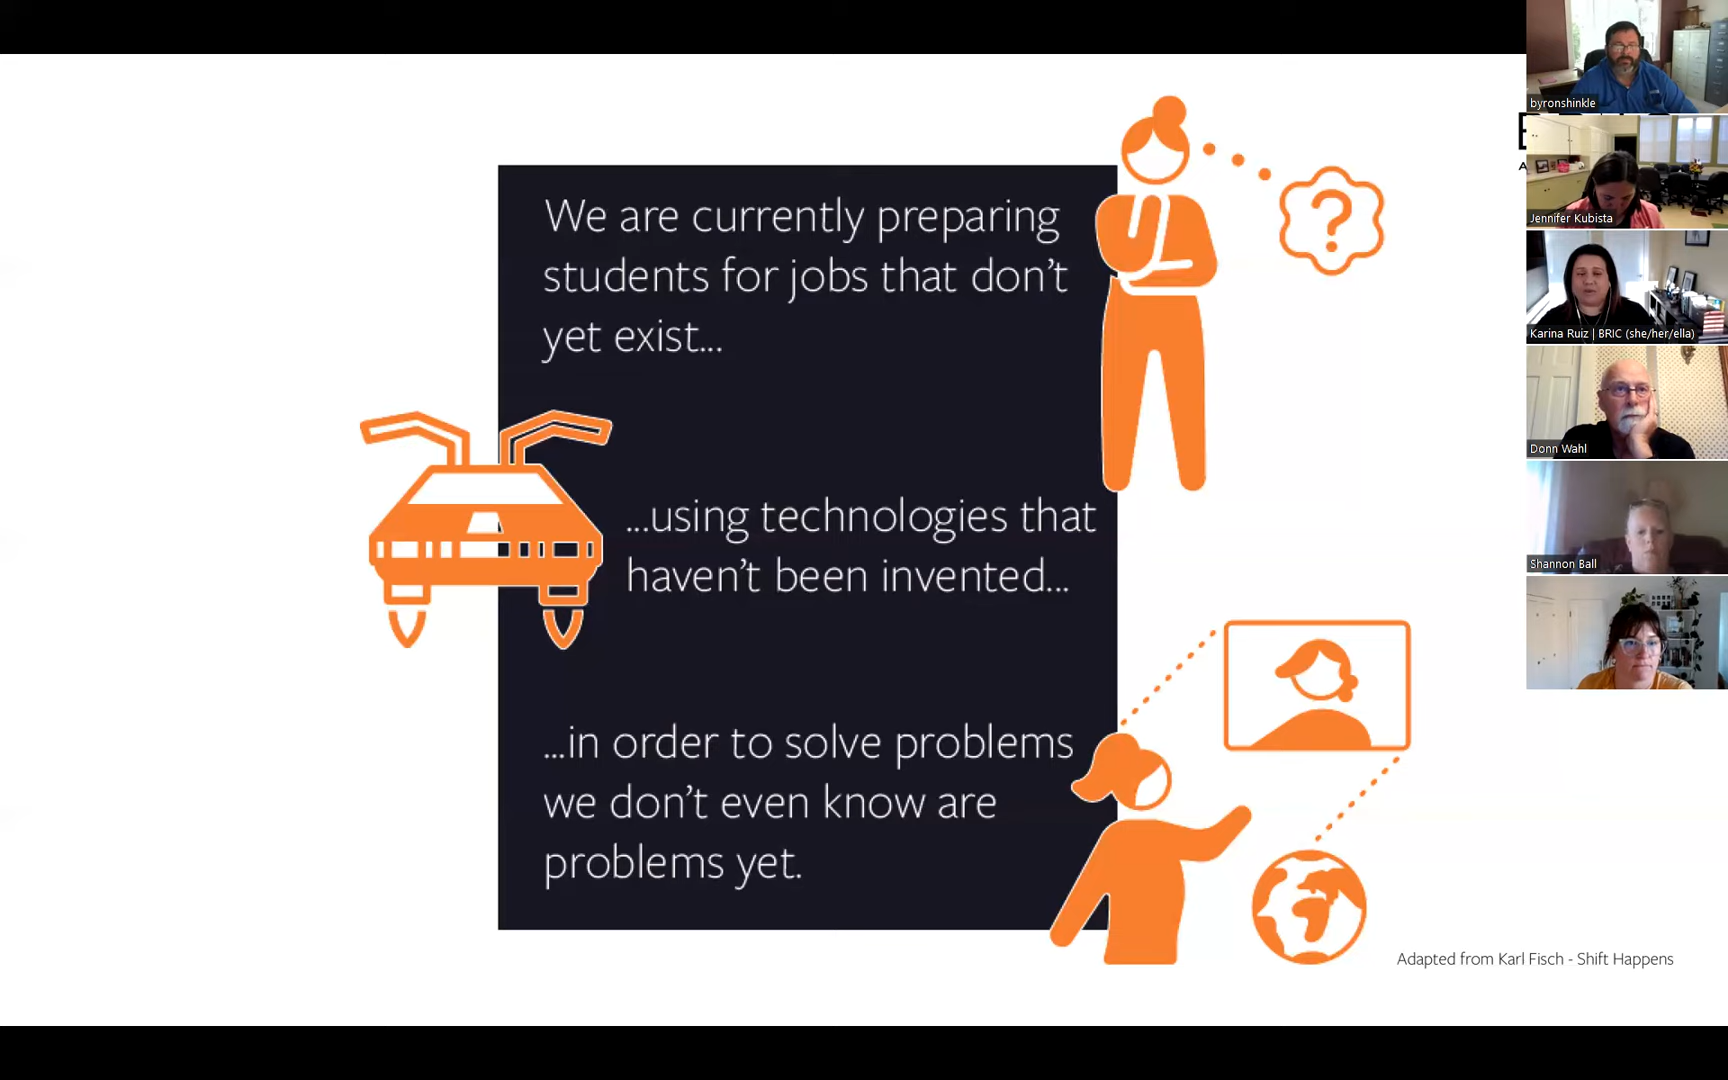 We are currently preparing
students for jobs that don't
yet exist...
?
...using technologies that
haven't been invented...
...in order to solve problems
we don't even know are
problems yet.
Adapted from Karl Fisch - Shift Happens
byronshinkle
Jennifer Kubista
Karina Ruiz | BRIC (she/her/ella)
Donn Wahl
Shannon Ball